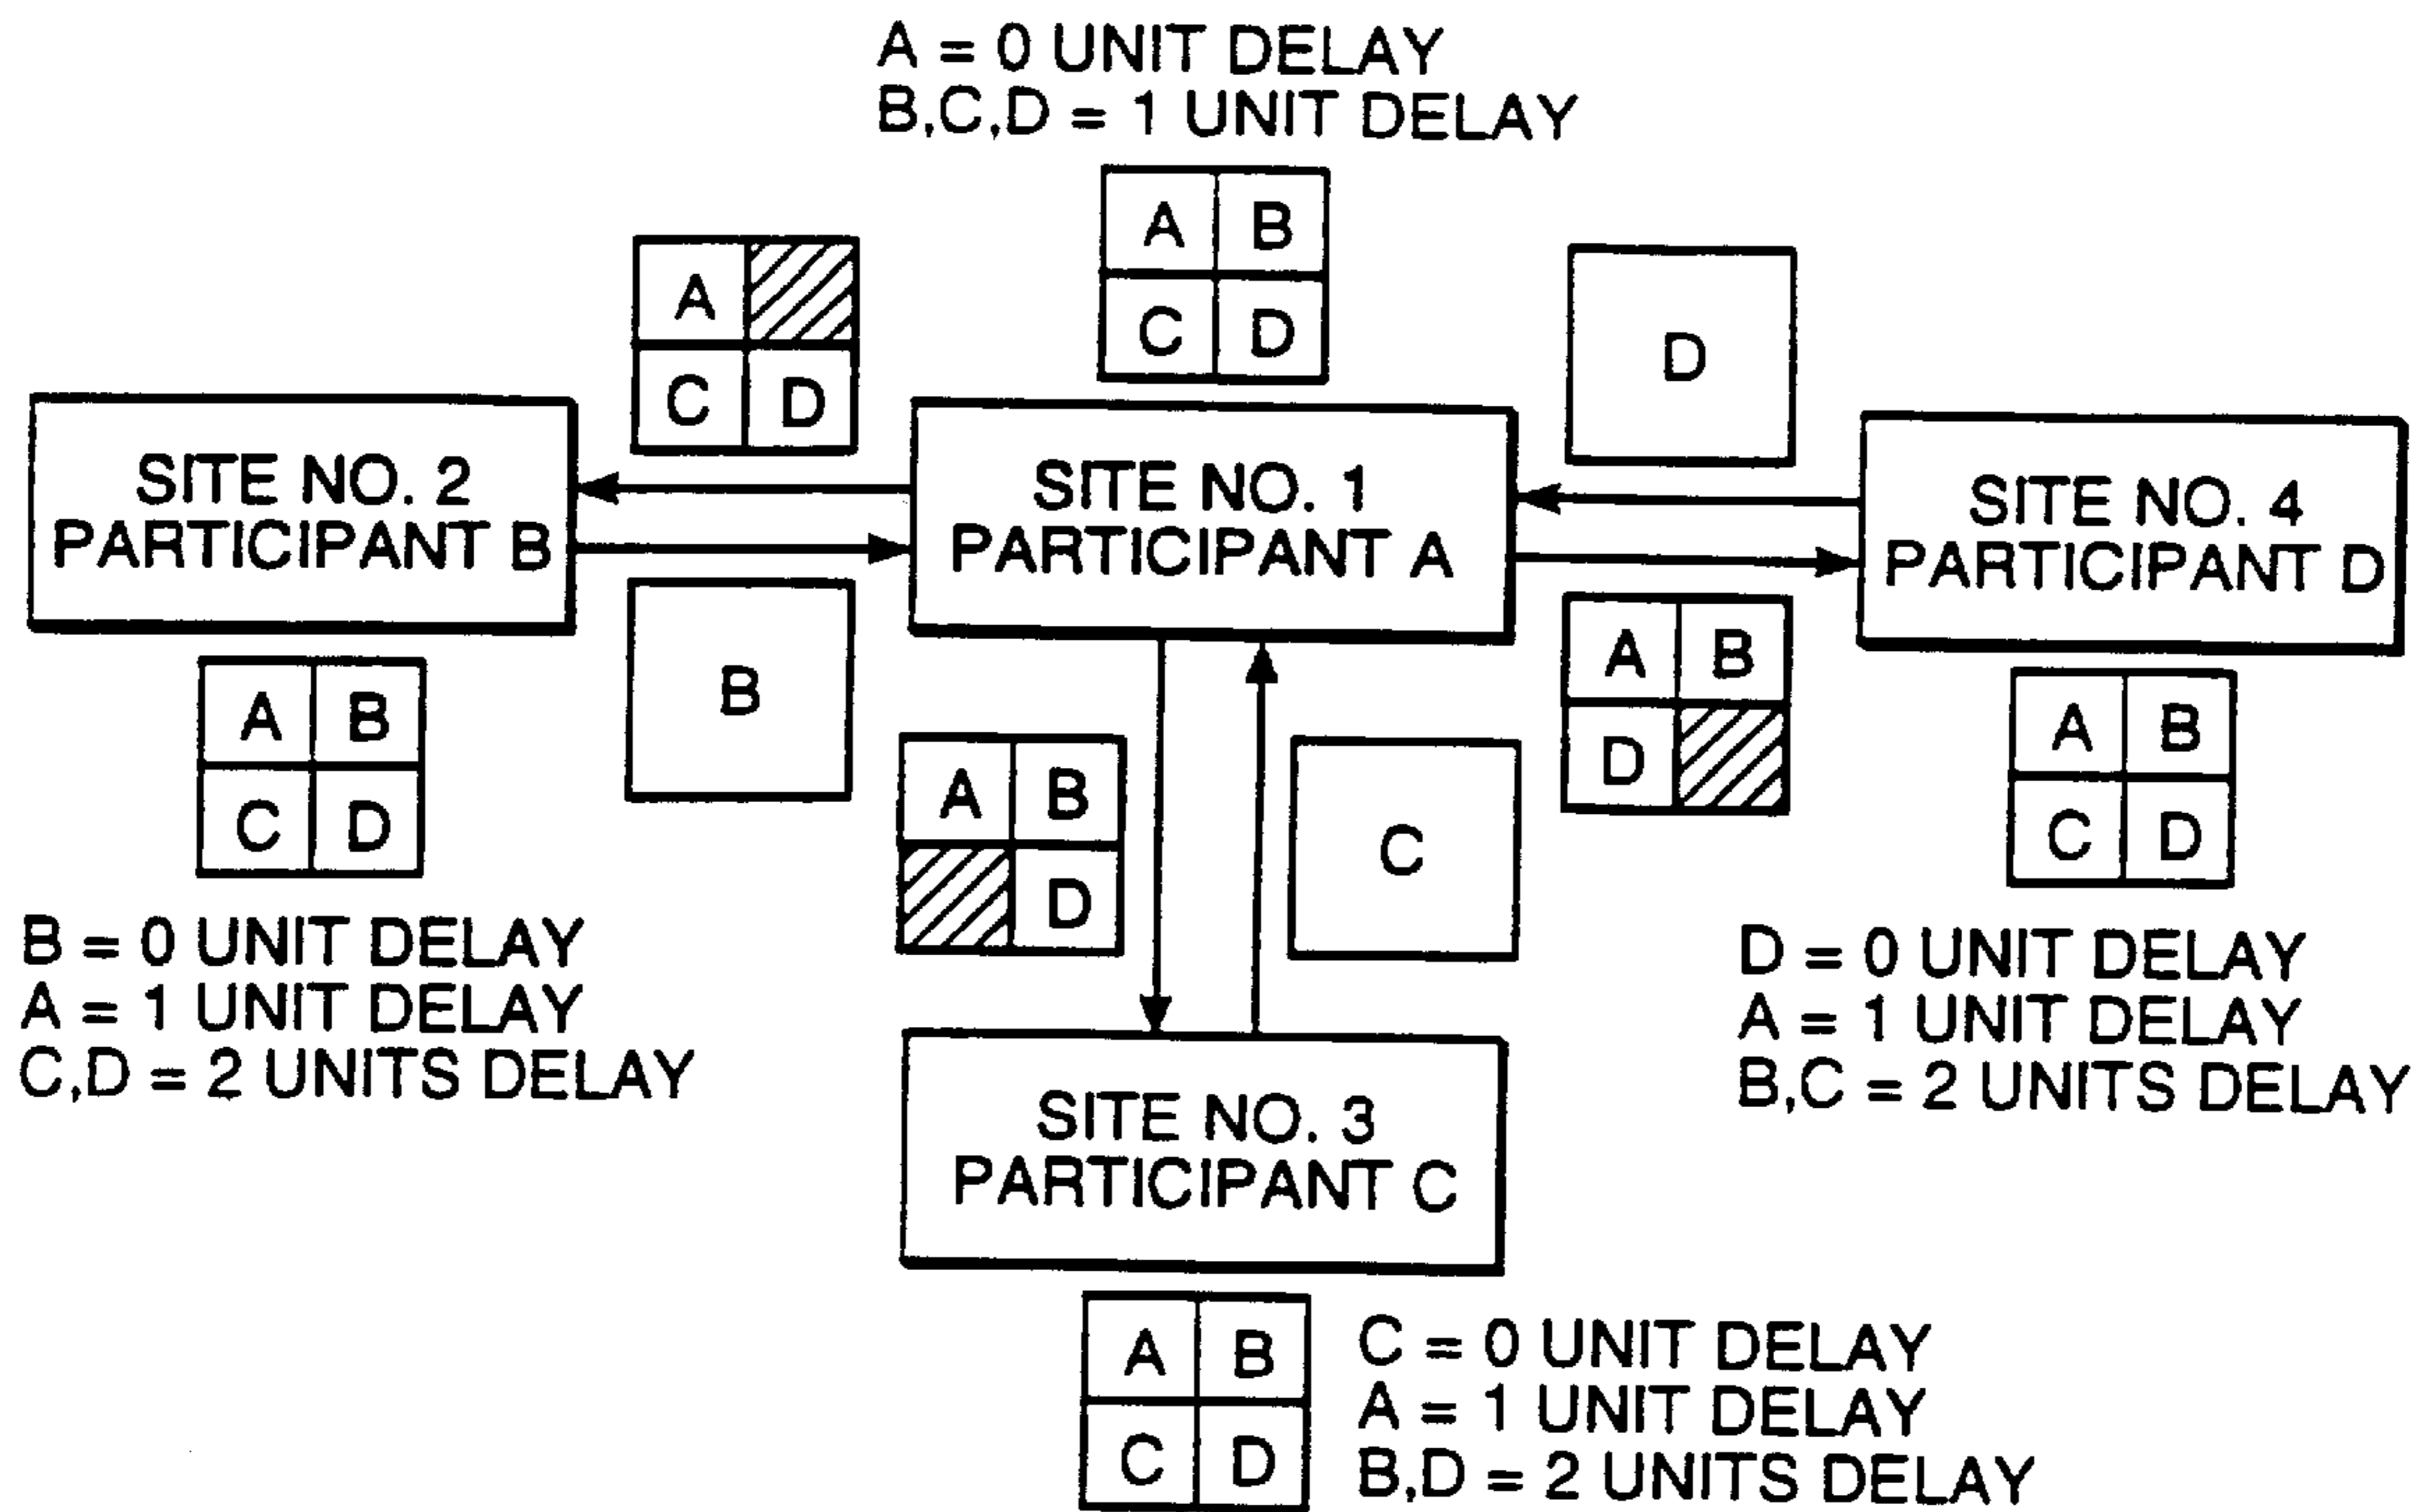 A = 0 UNIT DELAY
B,C,D = 1 UNIT DELAY
A B
C D
A
C D
D
SITE NO. 2
PARTICIPANT B
SITE NO. 1
PARTICIPANT A
SITE NO. 4
PARTICIPANT D
A B
C D
B
A B
D
C
A B
D
A B
C D
B = 0 UNIT DELAY
A = 1 UNIT DELAY
C,D = 2 UNITS DELAY
D = 0 UNIT DELAY
A = 1 UNIT DELAY
B,C = 2 UNITS DELAY
SITE NO. 3
PARTICIPANT C
A B
C D
C = 0 UNIT DELAY
A = 1 UNIT DELAY
B,D = 2 UNITS DELAY